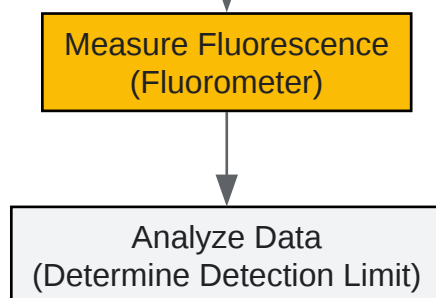 Measure Fluorescence
(Fluorometer)
Analyze Data
(Determine Detection Limit)